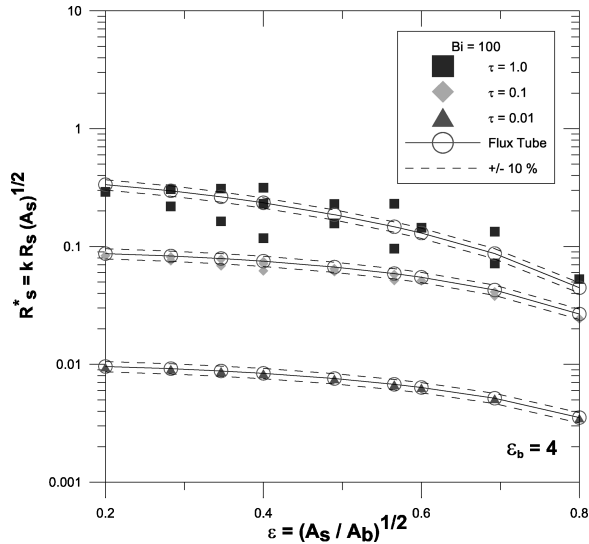 10
1
0.1
0.01
0.001
R*s = k Rs (As)1/2
Bi = 100
τ = 1.0
τ = 0.1
τ = 0.01
Flux Tube
+/- 10 %
εb = 4
0.2
0.4
0.6
0.8
ε = (As / Ab)1/2